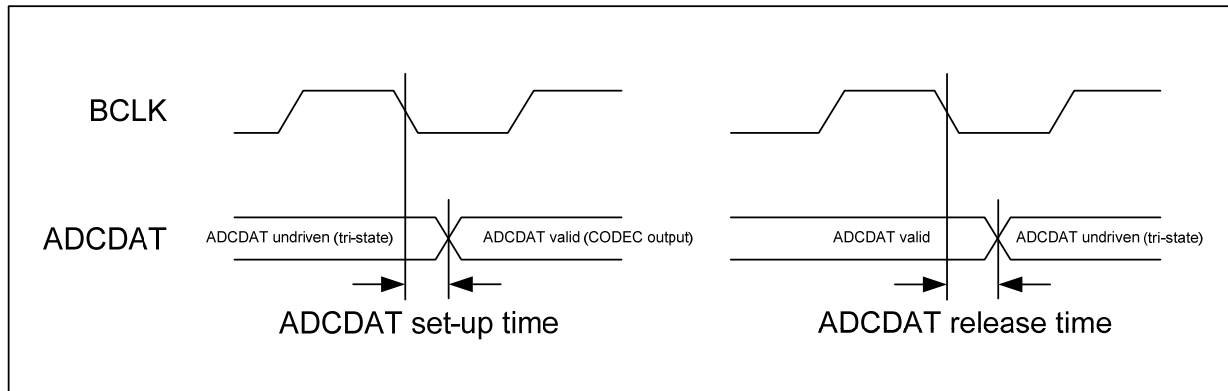 BCLK
ADCDAT
ADCDAT undriven (tri-state)
ADCDAT valid (CODEC output)
ADCDAT set-up time
ADCDAT valid
ADCDAT undriven (tri-state)
ADCDAT release time